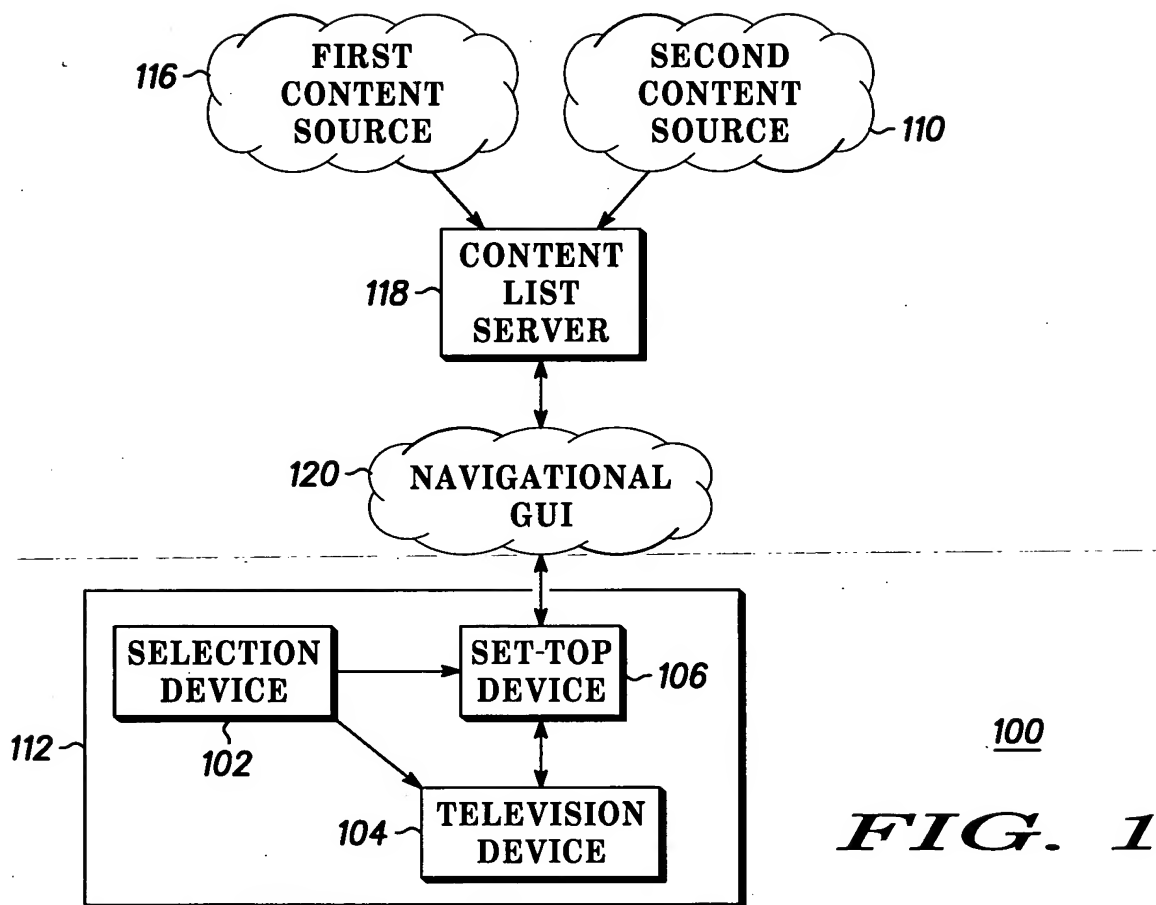 116
FIRST
CONTENT
SOURCE
SECOND
CONTENT
SOURCE
110
118
CONTENT
LIST
SERVER
120
NAVIGATIONAL
GUI
112
SELECTION
DEVICE
102
SET-TOP
DEVICE
106
104
TELEVISION
DEVICE
100
FIG. 1